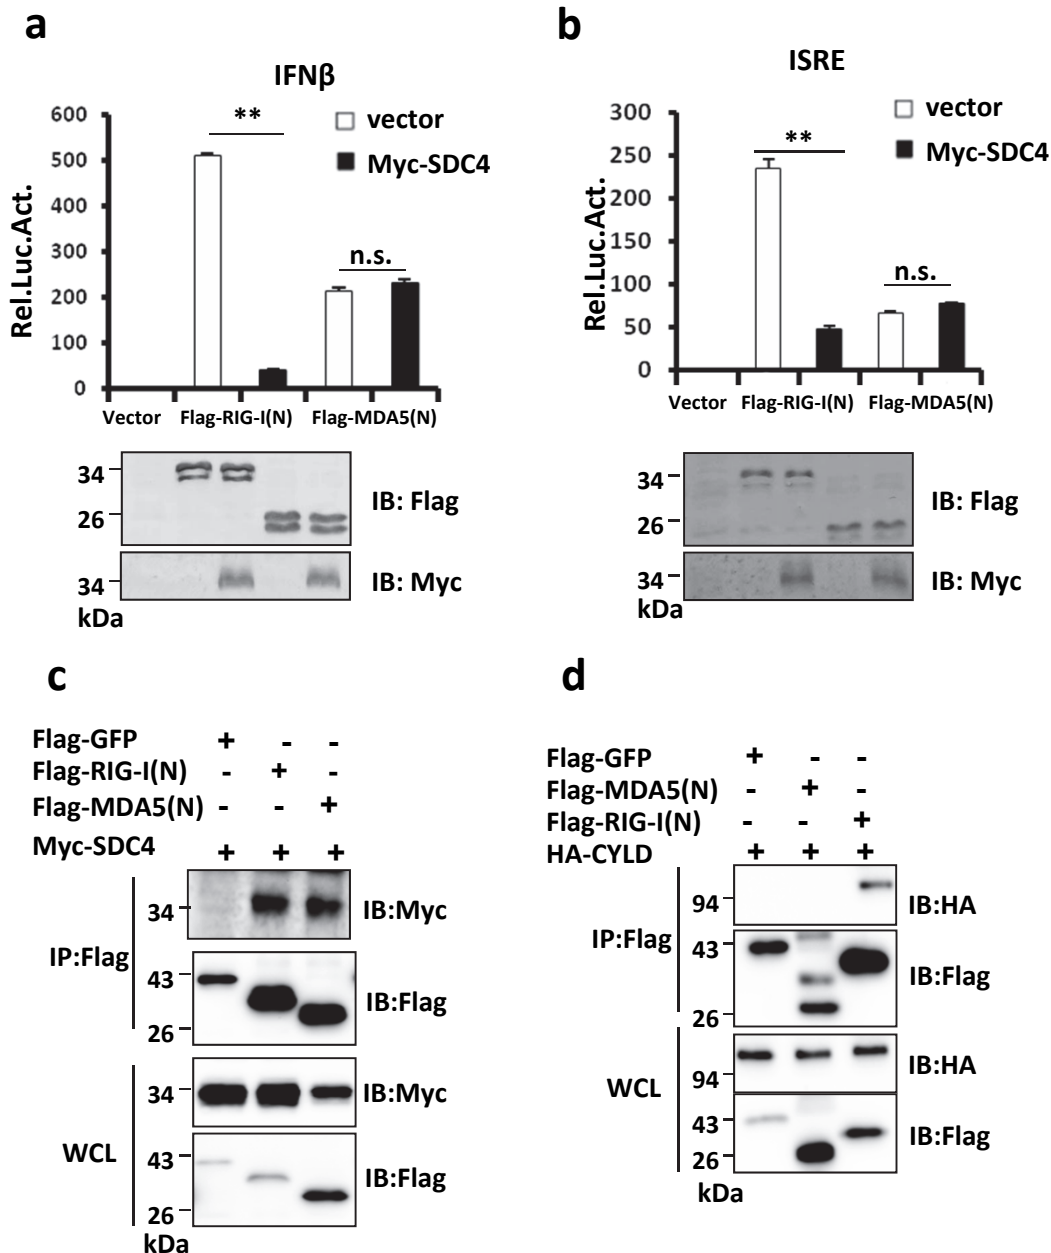 a
IFNβ
Rel.Luc.Act.
600
500
400
300
200
100
0
**
n.s.
vector
Myc-SDC4
Vector Flag-RIG-I(N) Flag-MDA5(N)
34
26
IB: Flag
34
IB: Myc
kDa
b
ISRE
Rel.Luc.Act.
300
250
200
150
100
50
0
**
n.s.
vector
Myc-SDC4
Vector Flag-RIG-I(N) Flag-MDA5(N)
34
26
IB: Flag
34
IB: Myc
kDa
c
Flag-GFP + - -
Flag-RIG-I(N) - + -
Flag-MDA5(N) - - +
Myc-SDC4 + + +
IP:Flag
34
IB:Myc
43
26
IB:Flag
WCL
34
IB:Myc
43
26
IB:Flag
kDa
d
Flag-GFP + - -
Flag-MDA5(N) - + -
Flag-RIG-I(N) - - +
HA-CYLD + + +
IP:Flag
94
IB:HA
43
26
IB:Flag
WCL
94
IB:HA
43
26
IB:Flag
kDa